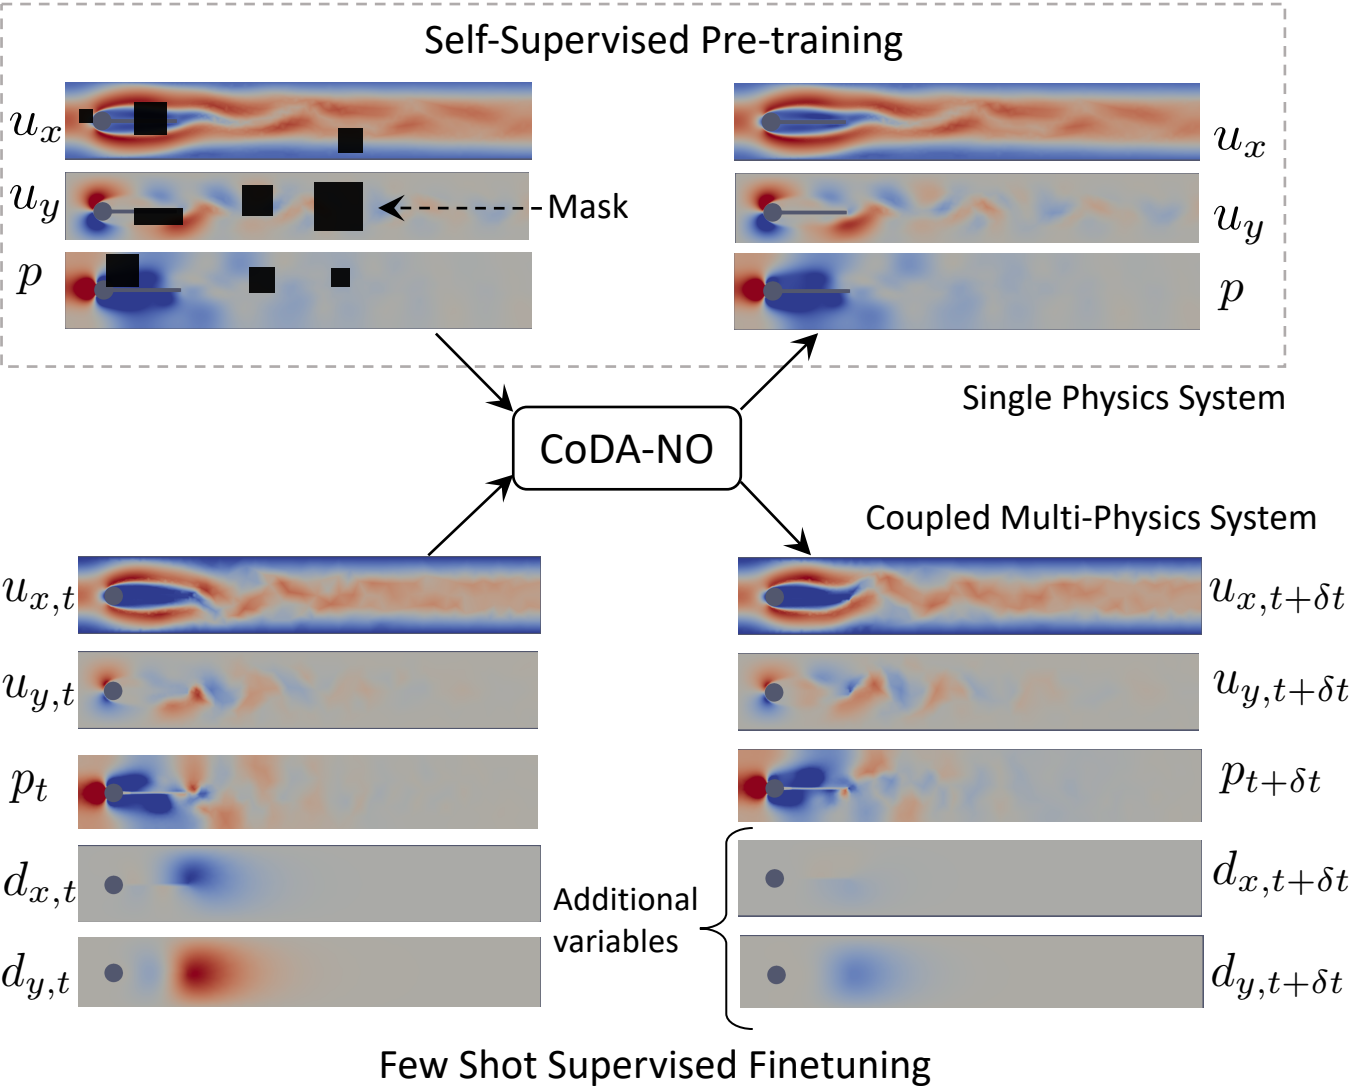 Self-Supervised Pre-training
u_x
u_x
u_y
Mask
u_y
p
p
Single Physics System
CoDA-NO
Coupled Multi-Physics System
u_{x,t}
u_{x,t+δt}
u_{y,t}
u_{y,t+δt}
p_t
p_{t+δt}
d_{x,t}
Additional
variables
d_{x,t+δt}
d_{y,t}
d_{y,t+δt}
Few Shot Supervised Finetuning